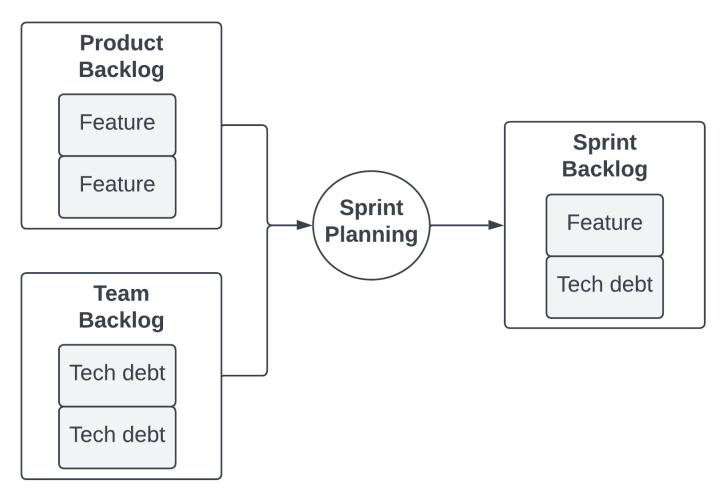 Product
Backlog
Feature
Feature
Team
Backlog
Tech debt
Tech debt
Sprint
Planning
Sprint
Backlog
Feature
Tech debt